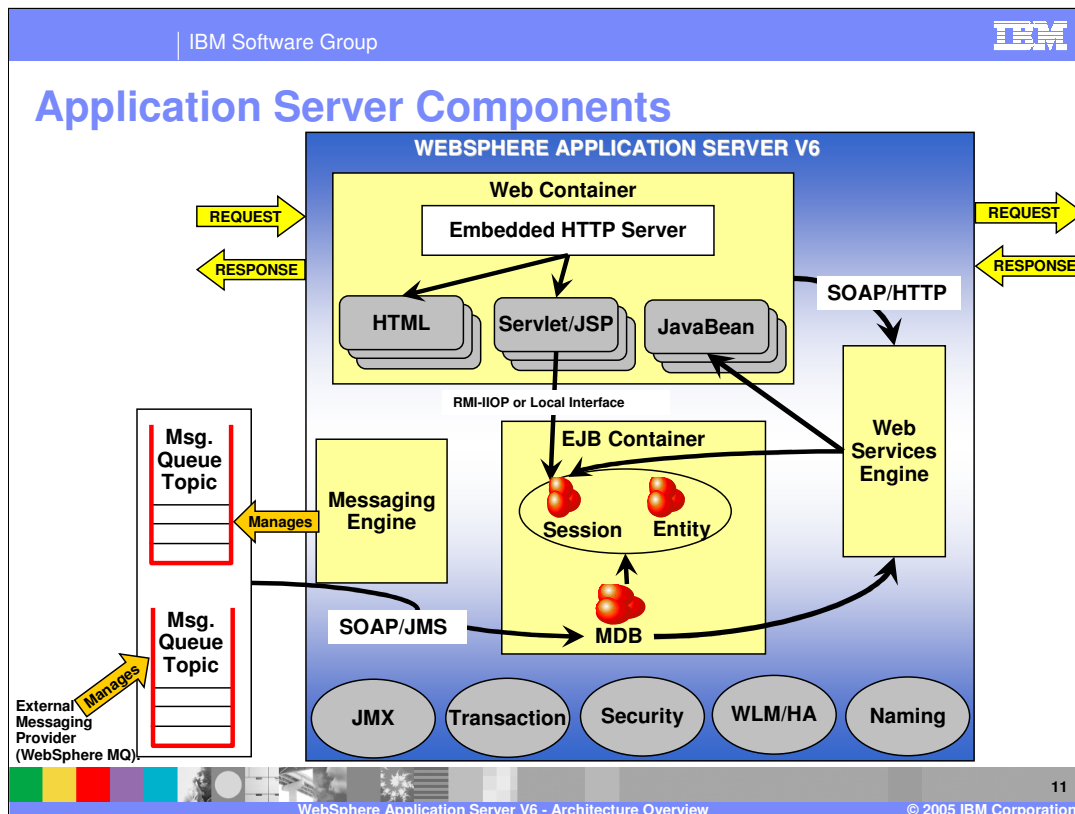 IBM Software Group
IBM
Application Server Components
WEBSPHERE APPLICATION SERVER V6
Web Container
Embedded HTTP Server
REQUEST
RESPONSE
REQUEST
RESPONSE
HTML
Servlet/JSP
JavaBean
SOAP/HTTP
RMI-IIOP or Local Interface
Msg.
Queue
Topic
Manages
Messaging
Engine
EJB Container
Session
Entity
MDB
Web
Services
Engine
SOAP/JMS
Msg.
Queue
Topic
Manages
External
Messaging
Provider
(WebSphere MQ).
JMX
Transaction
Security
WLM/HA
Naming
11
WebSphere Application Server V6 - Architecture Overview
© 2005 IBM Corporation